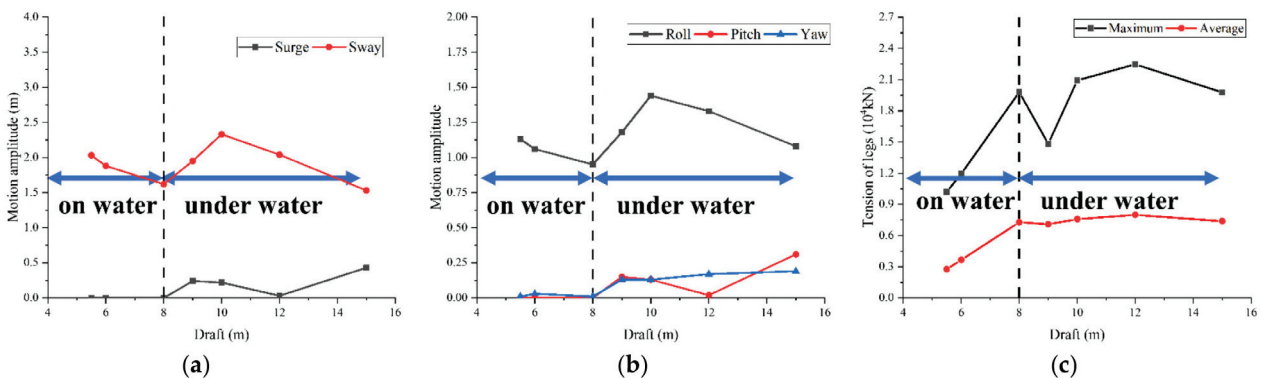 4.0
3.5
3.0
2.5
2.0
1.5
1.0
0.5
0.0
Motion amplitude (m)
Surge Sway
on water under water
4 6 8 10 12 14 16
Draft (m)
(a)
2.00
1.75
1.50
1.25
1.00
0.75
0.50
0.25
0.00
Motion amplitude
Roll Pitch Yaw
on water under water
4 6 8 10 12 14 16
Draft (m)
(b)
2.7
2.4
2.1
1.8
1.5
1.2
0.9
0.6
0.3
0.0
Tension of legs (10⁴kN)
Maximum Average
on water under water
4 6 8 10 12 14 16
Draft (m)
(c)